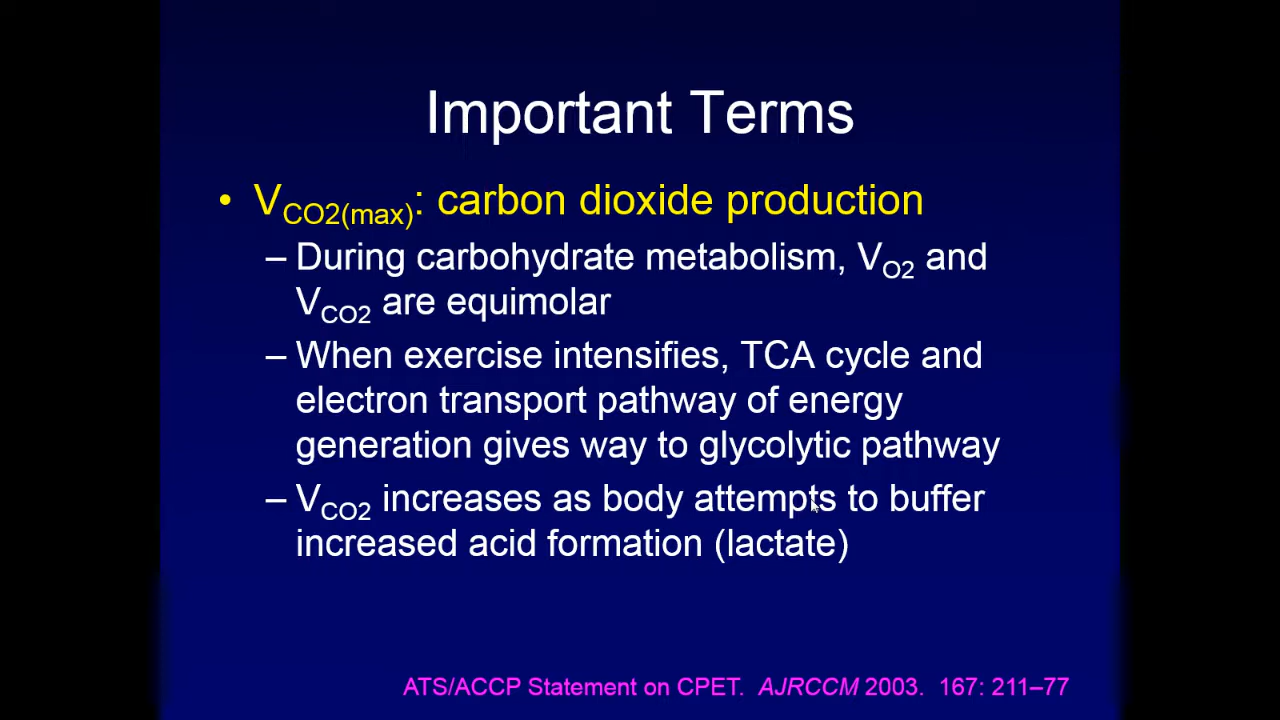 Important Terms
• VCO2(max): carbon dioxide production
– During carbohydrate metabolism, VO2 and
VCO2 are equimolar
– When exercise intensifies, TCA cycle and
electron transport pathway of energy
generation gives way to glycolytic pathway
– VCO2 increases as body attempts to buffer
increased acid formation (lactate)
ATS/ACCP Statement on CPET. AJRCCM 2003. 167: 211–77